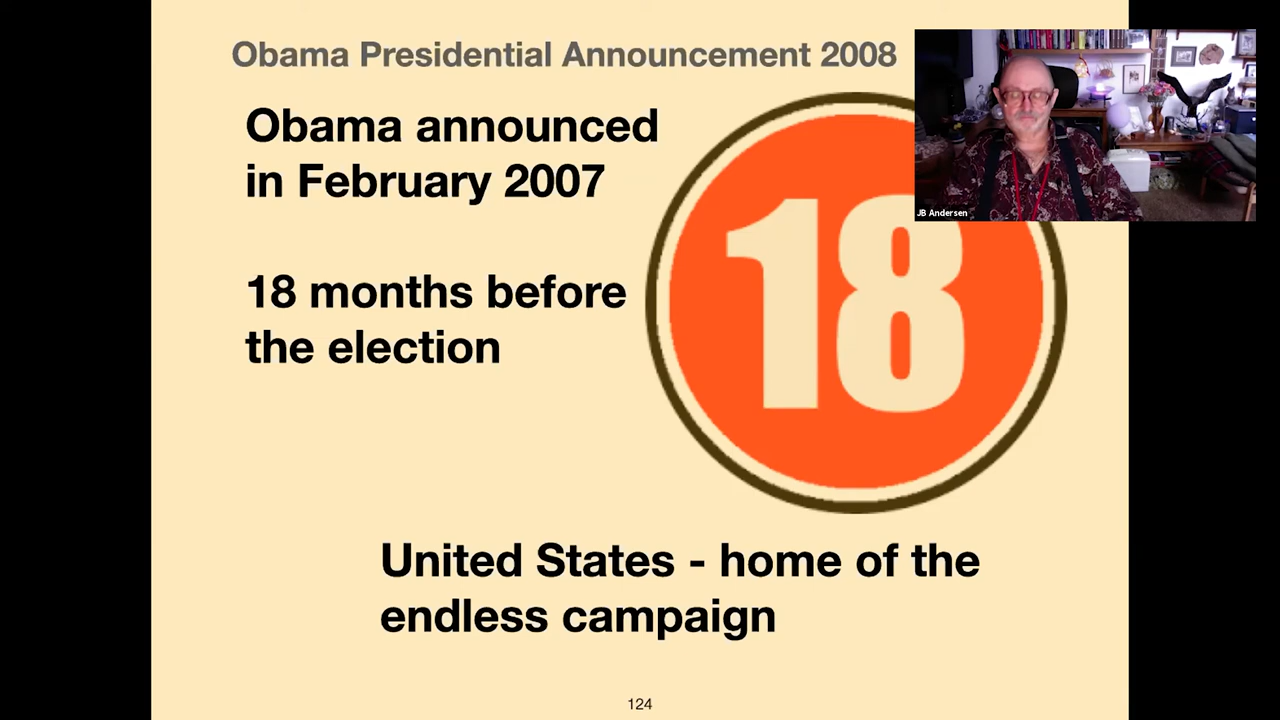 Obama Presidential Announcement 2008
Obama announced
in February 2007
18 months before
the election
18
JB Andersen
United States - home of the
endless campaign
124